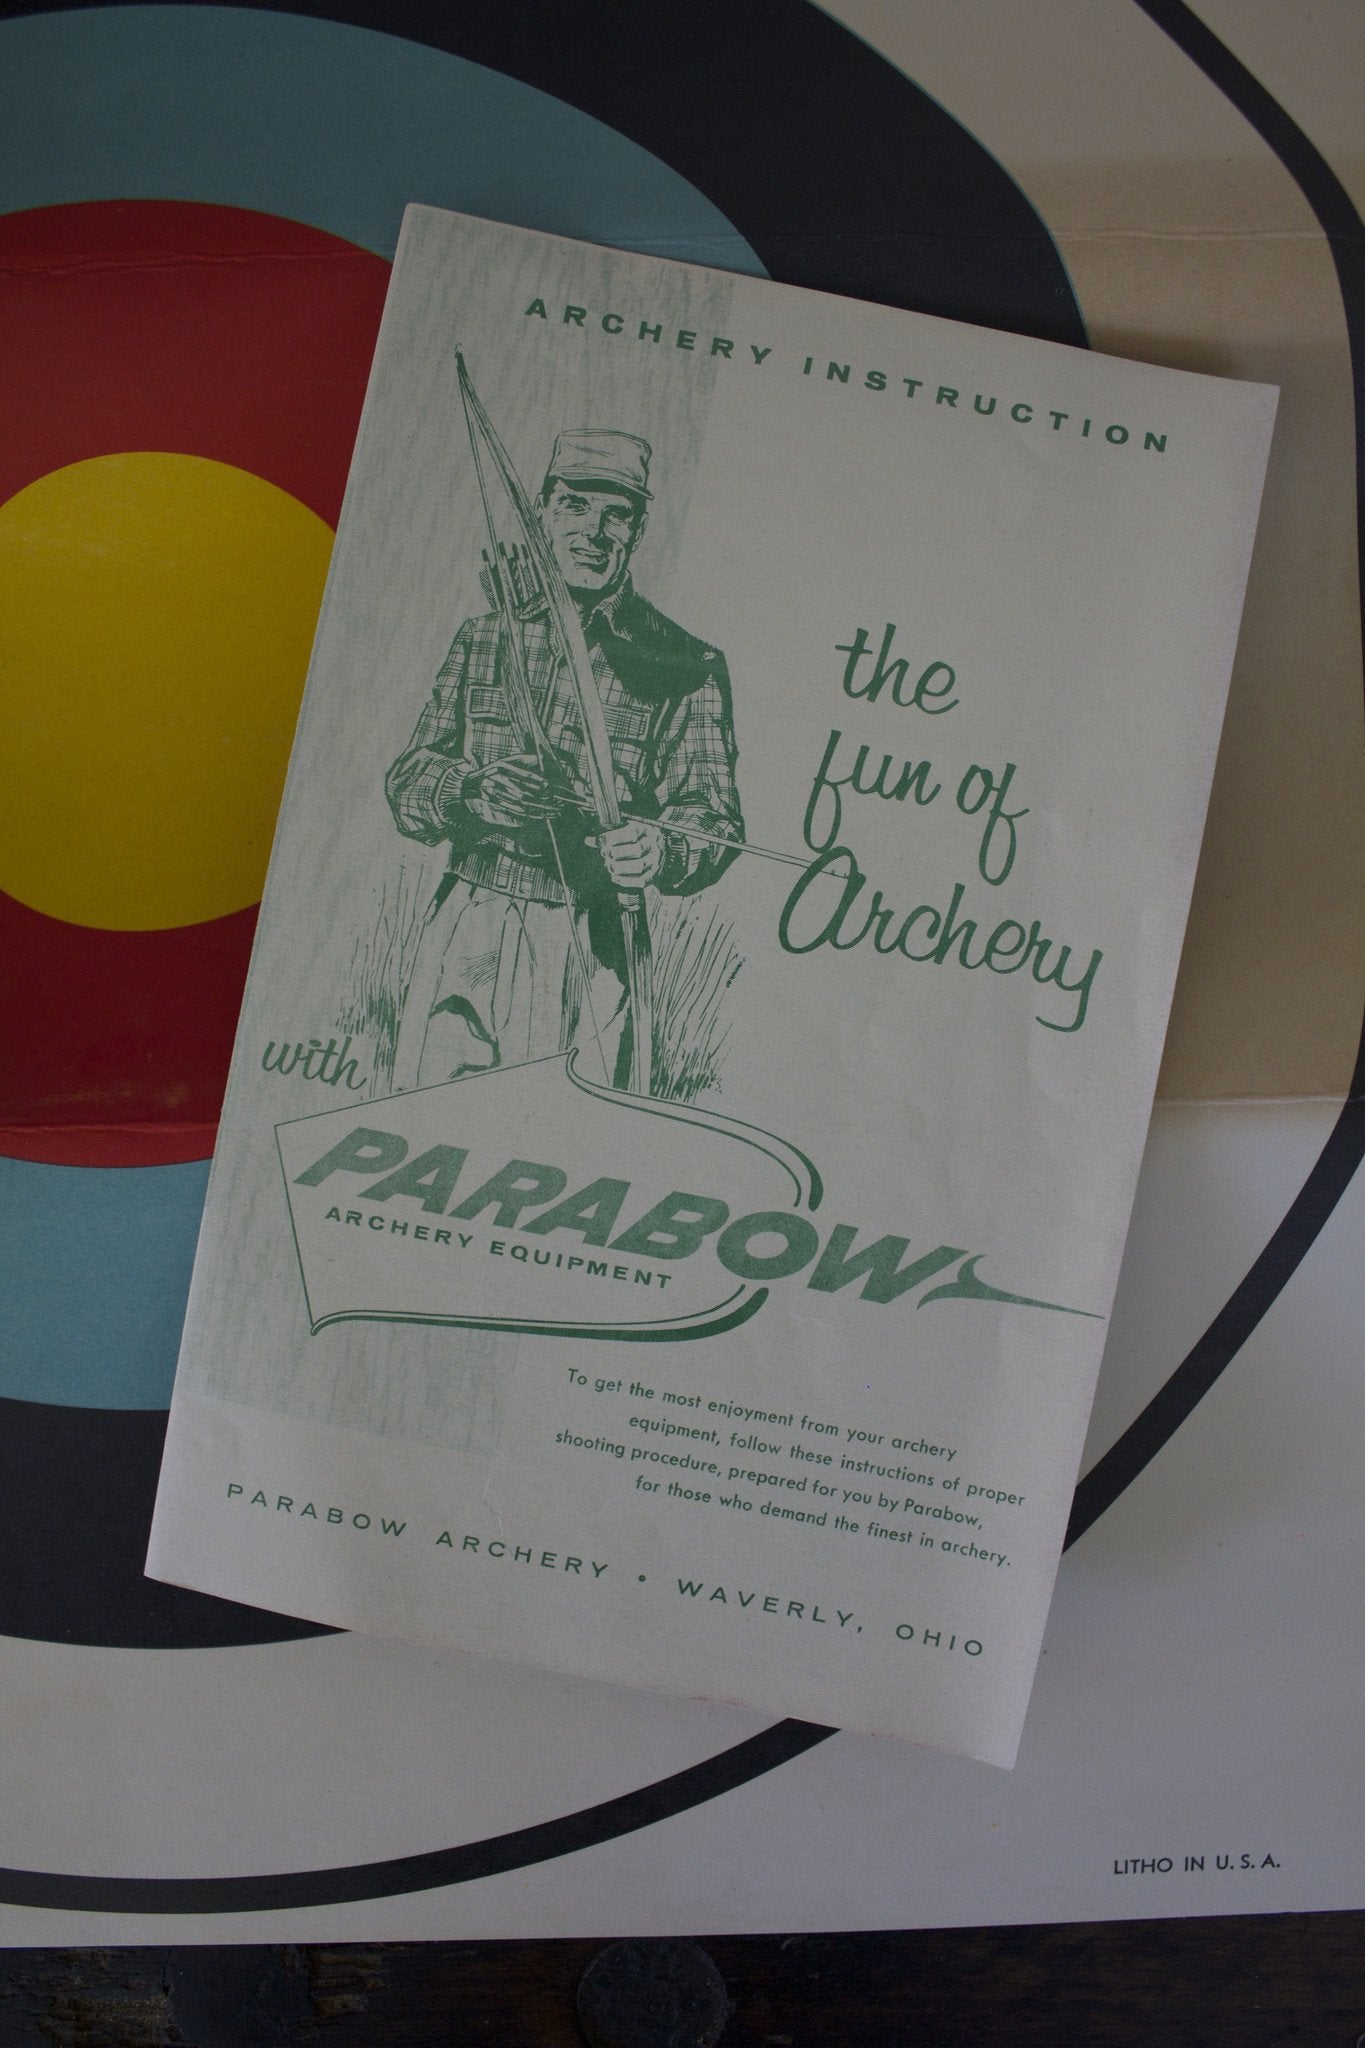 ARCHERY INSTRUCTION
the
fun of
Archery
with
PARABOW
ARCHERY EQUIPMENT
To get the most enjoyment from your archery
equipment, follow these instructions of proper
shooting procedure, prepared for you by Parabow,
for those who demand the finest in archery.
PARABOW ARCHERY • WAVERLY, OHIO
LITHO IN U. S. A.